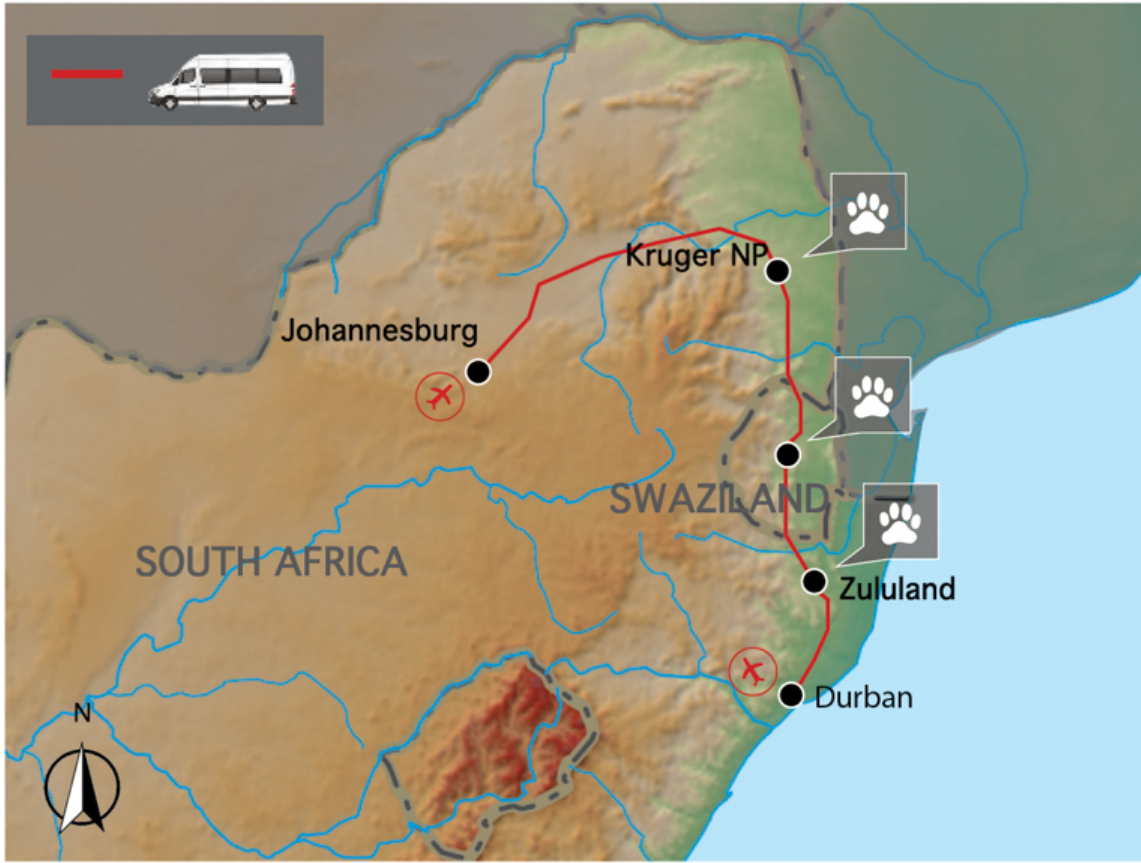 Kruger NP
Johannesburg
SWAZILAND
SOUTH AFRICA
Zululand
Durban
N